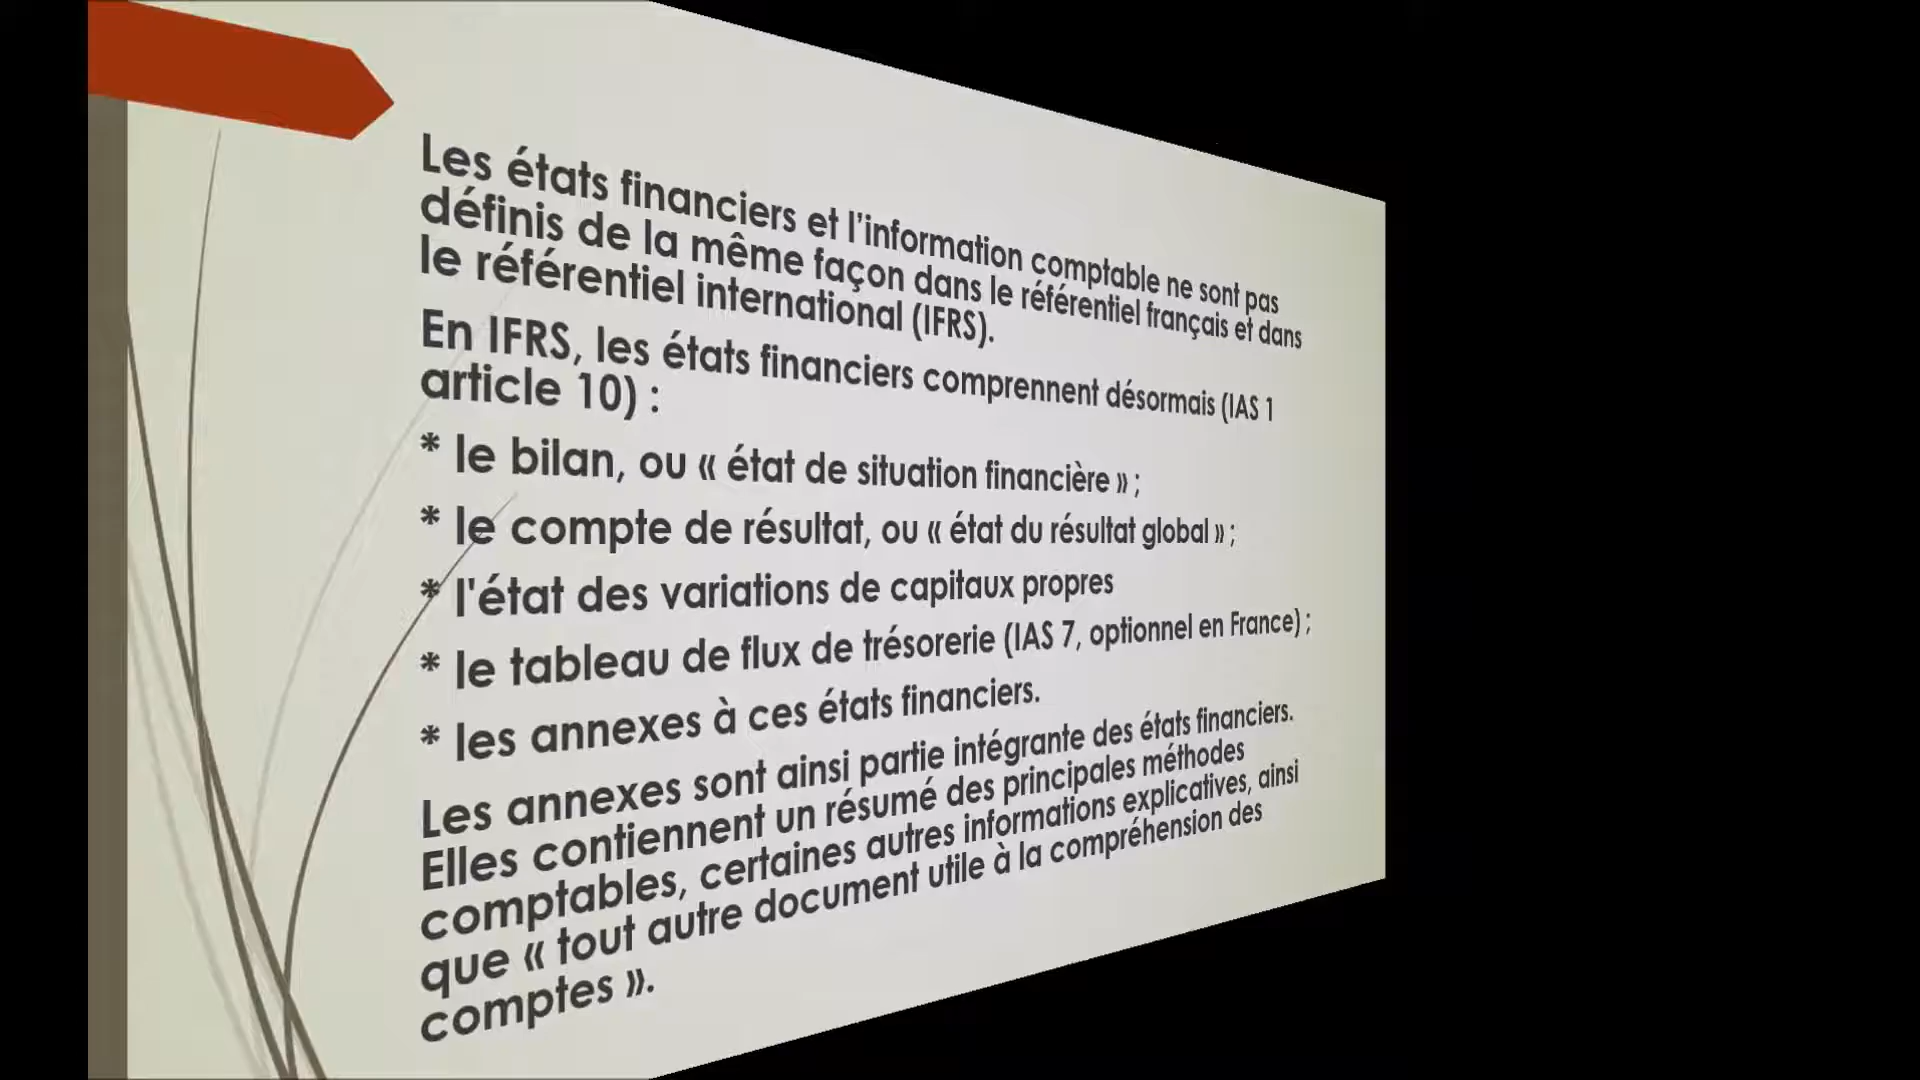 Les états financiers et l’information comptable ne sont pas
définis de la même façon dans le référentiel français et dans
le référentiel international (IFRS).
En IFRS, les états financiers comprennent désormais (IAS 1
article 10) :
* le bilan, ou « état de situation financière » ;
* le compte de résultat, ou « état du résultat global » ;
* l'état des variations de capitaux propres
* le tableau de flux de trésorerie (IAS 7, optionnel en France) ;
* les annexes à ces états financiers.
Les annexes sont ainsi partie intégrante des états financiers.
Elles contiennent un résumé des principales méthodes
comptables, certaines autres informations explicatives, ainsi
que « tout autre document utile à la compréhension des
comptes ».